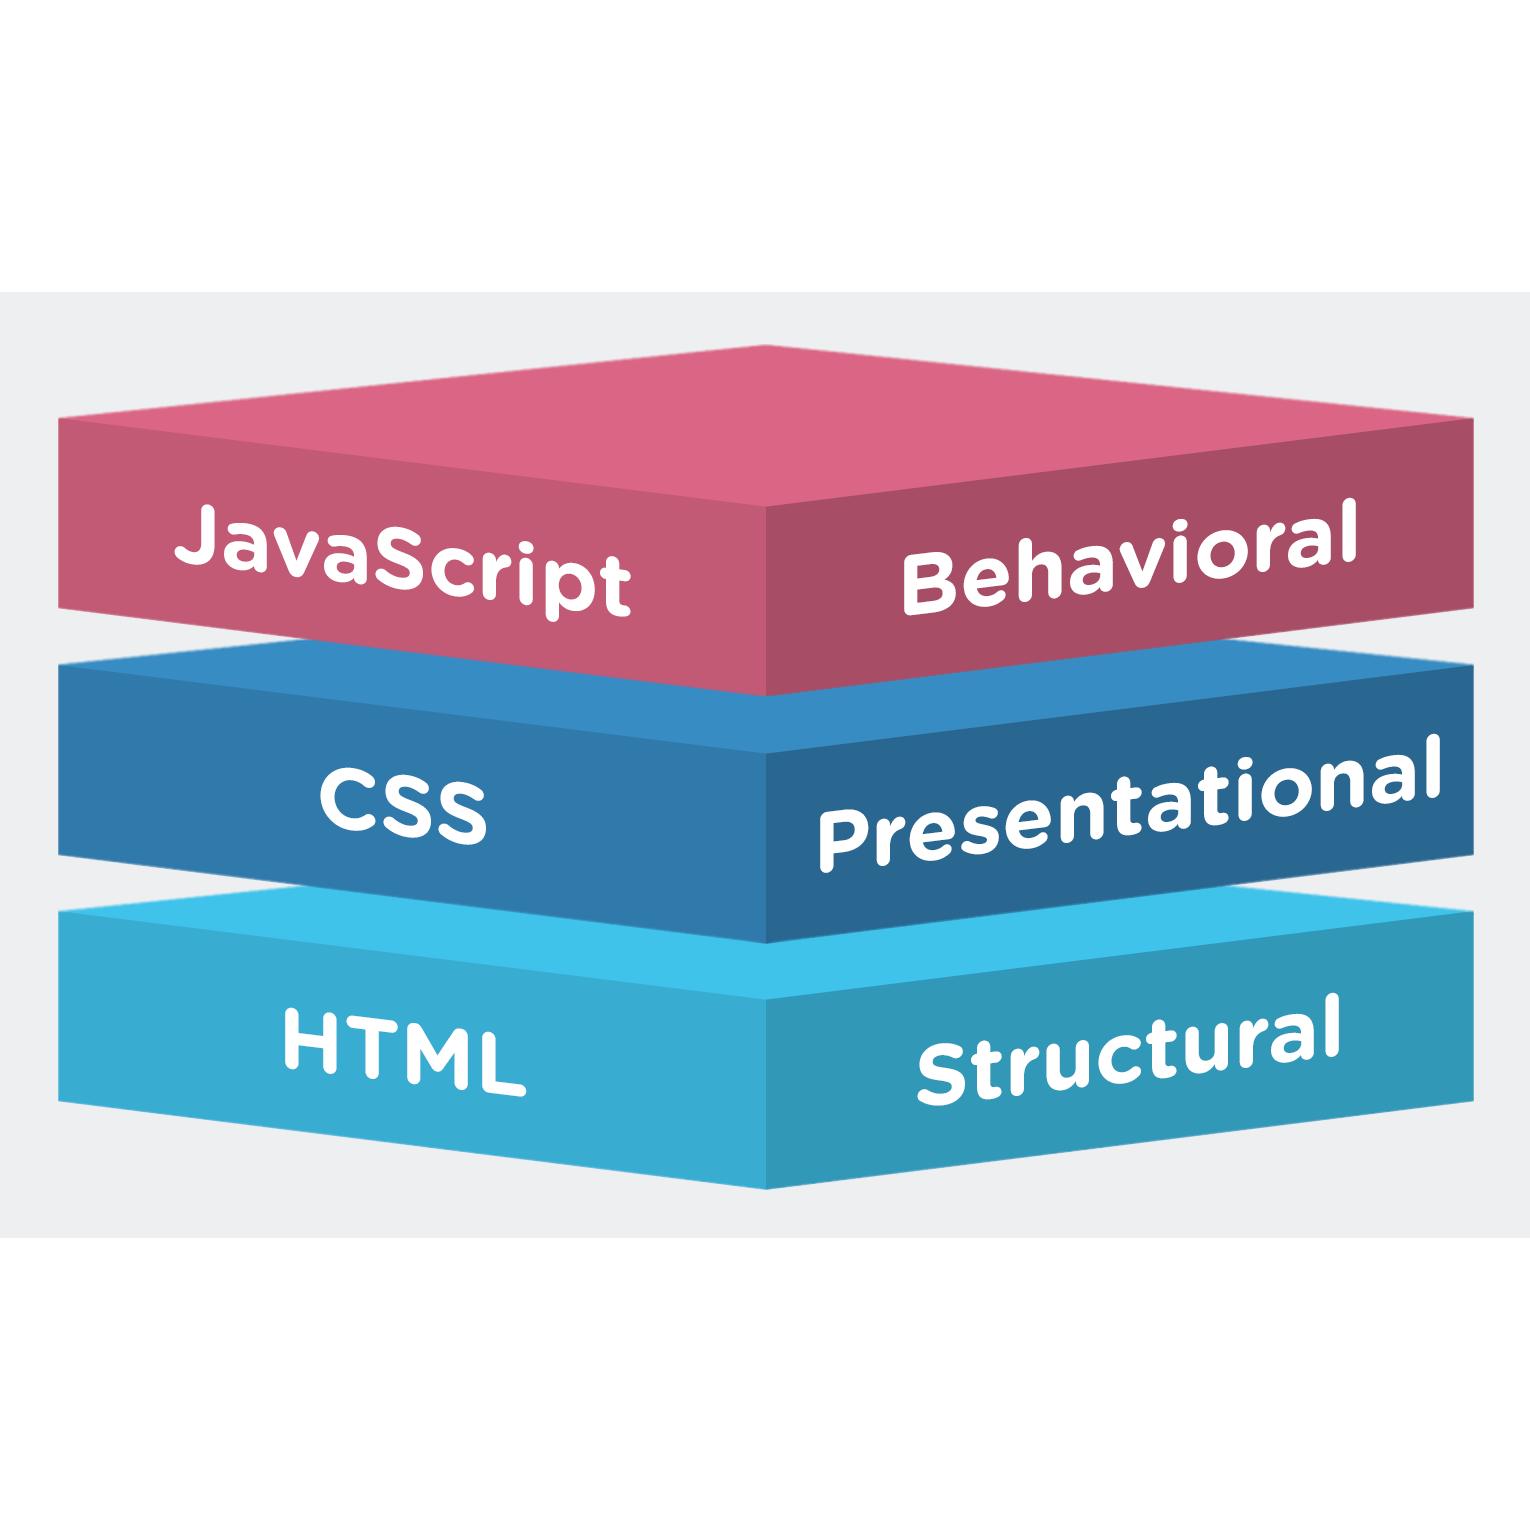 JavaScript
Behavioral
CSS
Presentational
HTML
Structural